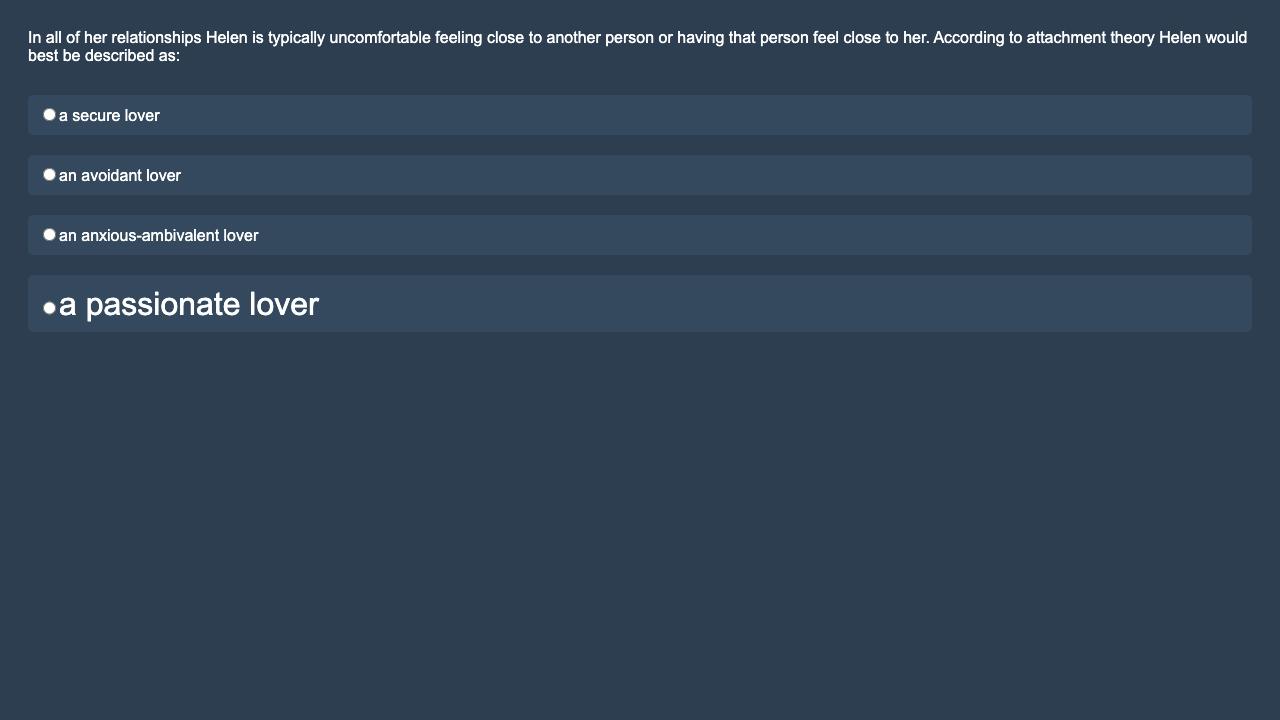 In all of her relationships Helen is typically uncomfortable feeling close to another person or having that person feel close to her. According to attachment theory Helen would
best be described as:
a secure lover
an avoidant lover
an anxious-ambivalent lover
a passionate lover